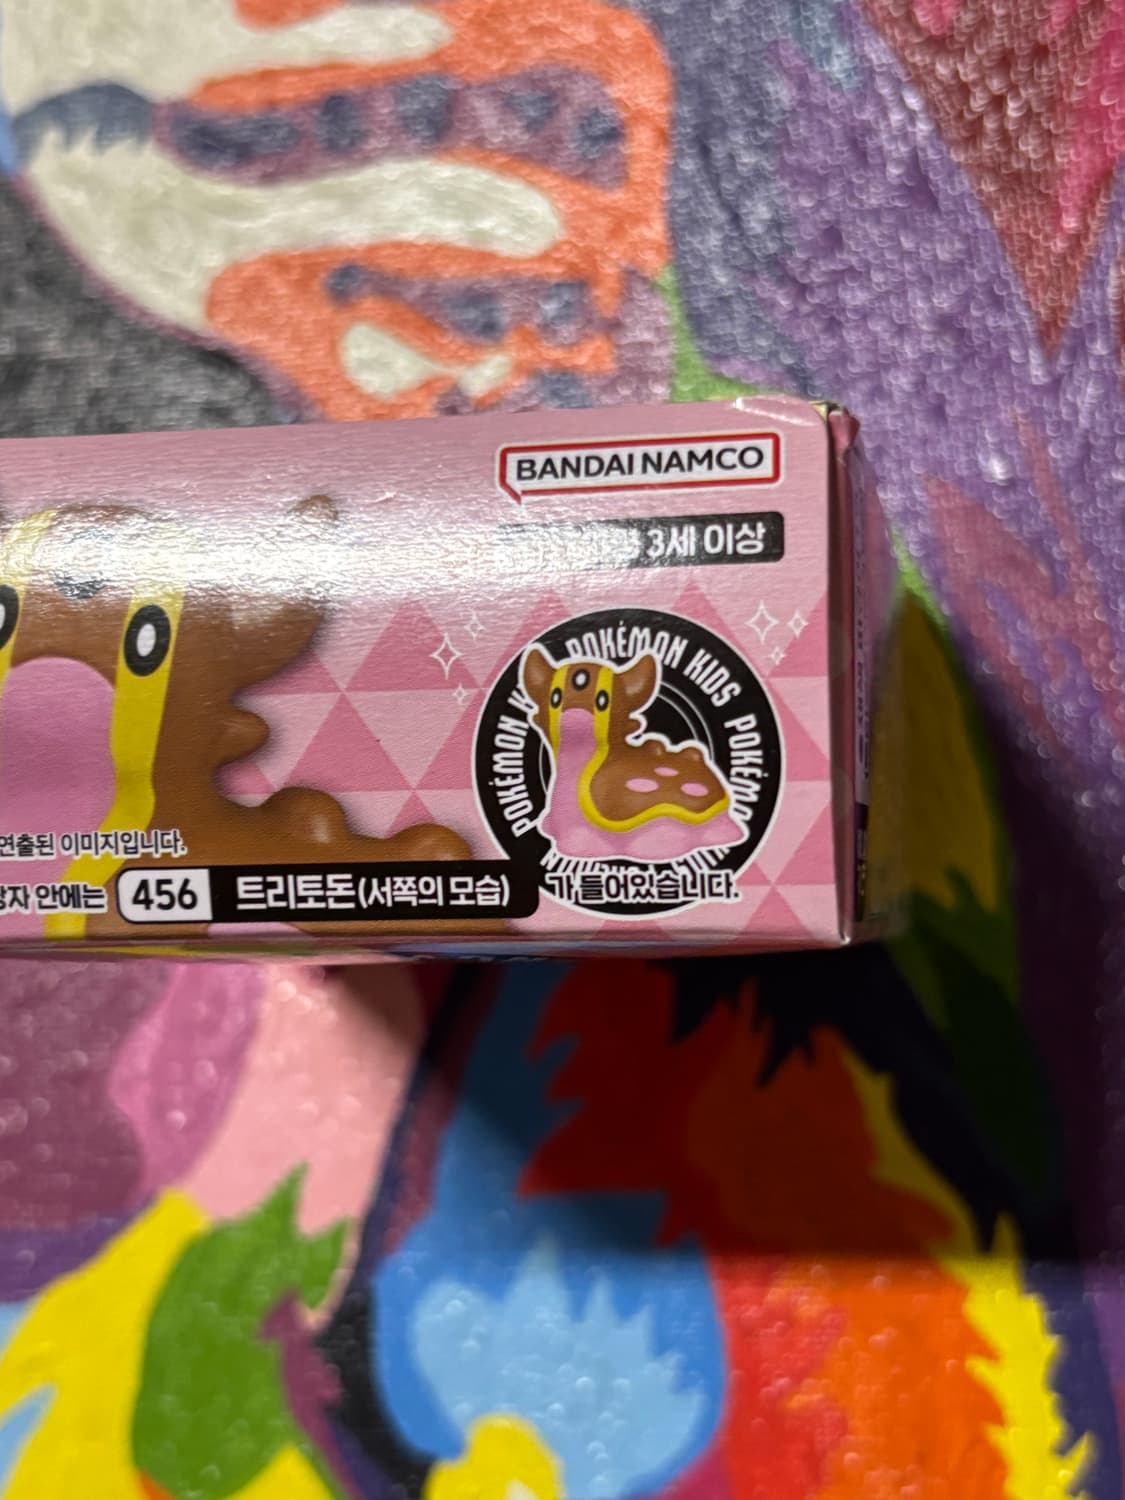 BANDAI NAMCO
3세 이상
POKÉMON KIDS POKÉMO
POKÉMON K
연출된 이미지입니다.
상자 안에는 456 트리토돈(서쪽의 모습) 가 들어있습니다.